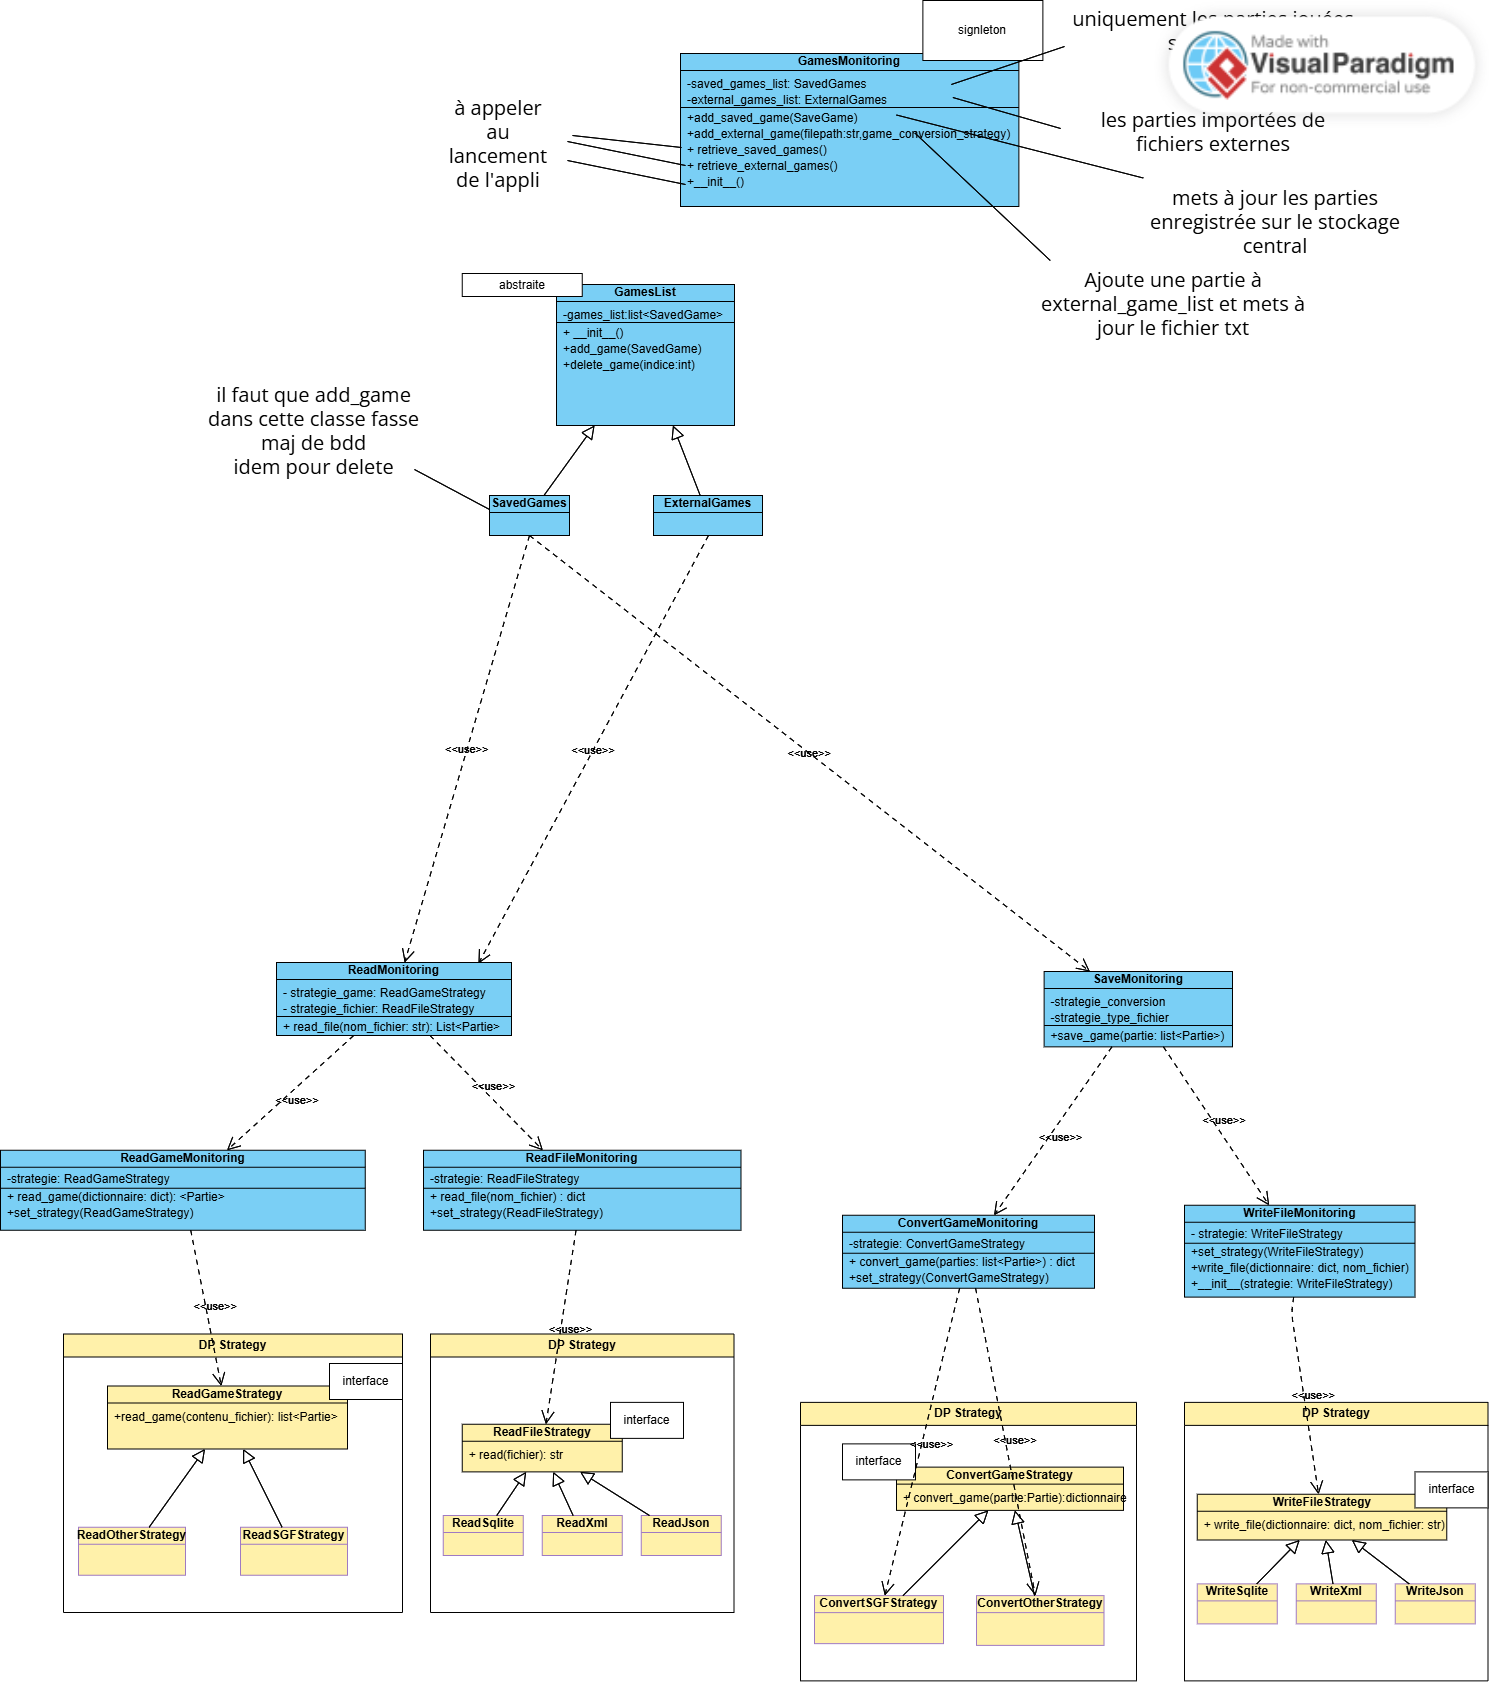 signleton
uniquement les parties jouées
Made with
VisualParadigm
For non-commercial use
GamesMonitoring
-saved_games_list: SavedGames
-external_games_list: ExternalGames
+add_saved_game(SaveGame)
+add_external_game(filepath:str,game_conversion_strategy)
+ retrieve_saved_games()
+ retrieve_external_games()
+__init__()
à appeler
au
lancement
de l'appli
les parties importées de
fichiers externes
mets à jour les parties
enregistrée sur le stockage
central
Ajoute une partie à
external_game_list et mets à
jour le fichier txt
abstraite
GamesList
-games_list:list<SavedGame>
+ __init__()
+add_game(SavedGame)
+delete_game(indice:int)
il faut que add_game
dans cette classe fasse
maj de bdd
idem pour delete
SavedGames
ExternalGames
<<use>>
<<use>>
<<use>>
ReadMonitoring
- strategie_game: ReadGameStrategy
- strategie_fichier: ReadFileStrategy
+ read_file(nom_fichier: str): List<Partie>
SaveMonitoring
-strategie_conversion
-strategie_type_fichier
+save_game(partie: list<Partie>)
<<use>>
<<use>>
<<use>>
<<use>>
ReadGameMonitoring
-strategie: ReadGameStrategy
+ read_game(dictionnaire: dict): <Partie>
+set_strategy(ReadGameStrategy)
ReadFileMonitoring
-strategie: ReadFileStrategy
+ read_file(nom_fichier) : dict
+set_strategy(ReadFileStrategy)
ConvertGameMonitoring
-strategie: ConvertGameStrategy
+ convert_game(parties: list<Partie>) : dict
+set_strategy(ConvertGameStrategy)
WriteFileMonitoring
- strategie: WriteFileStrategy
+set_strategy(WriteFileStrategy)
+write_file(dictionnaire: dict, nom_fichier)
+__init__(strategie: WriteFileStrategy)
<<use>>
DP Strategy
interface
ReadGameStrategy
+read_game(contenu_fichier): list<Partie>
ReadOtherStrategy
ReadSGFStrategy
<<use>>
DP Strategy
interface
ReadFileStrategy
+ read(fichier): str
ReadSqlite
ReadXml
ReadJson
DP Strategy
<<use>>
<<use>>
interface
ConvertGameStrategy
+ convert_game(partie:Partie):dictionnaire
ConvertSGFStrategy
ConvertOtherStrategy
<<use>>
DP Strategy
interface
WriteFileStrategy
+ write_file(dictionnaire: dict, nom_fichier: str)
WriteSqlite
WriteXml
WriteJson